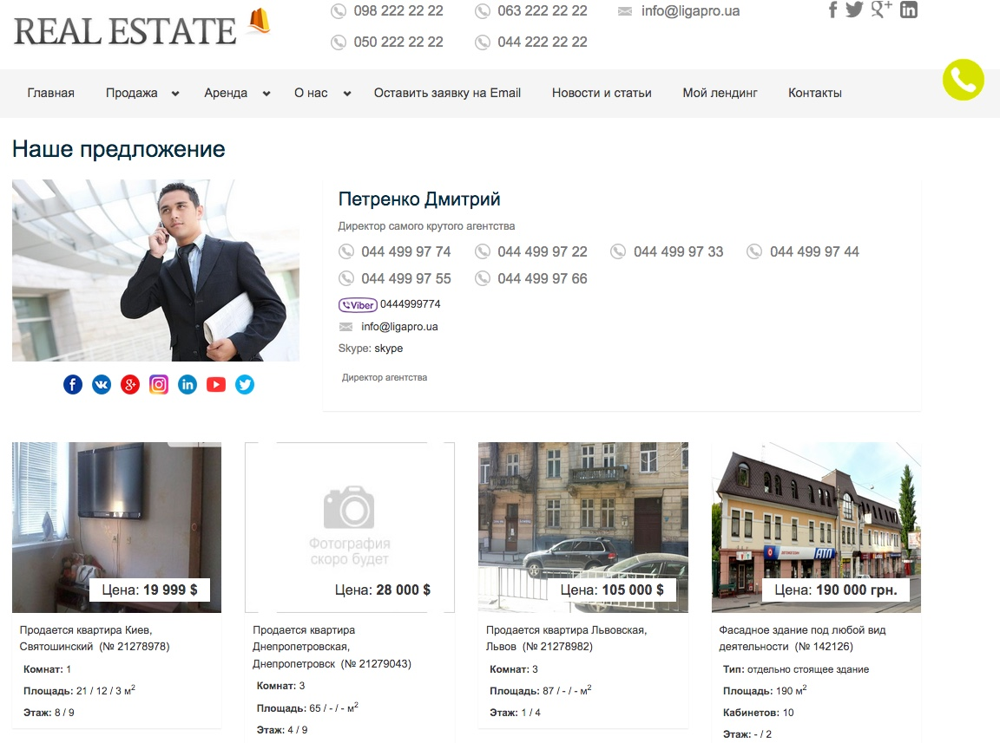 REAL ESTATE
098 222 22 22
063 222 22 22
info@ligapro.ua
050 222 22 22
044 222 22 22
Главная Продажа Аренда О нас Оставить заявку на Email Новости и статьи Мой лендинг Контакты
Наше предложение
Петренко Дмитрий
Директор самого крутого агентства
044 499 97 74 044 499 97 22 044 499 97 33 044 499 97 44
044 499 97 55 044 499 97 66
Viber 0444999774
info@ligapro.ua
Skype: skype
Директор агентства
Цена: 19 999 $
Продается квартира Киев,
Святошинский (№ 21278978)
Комнат: 1
Площадь: 21 / 12 / 3 м²
Этаж: 8 / 9
Фотография
скоро будет
Цена: 28 000 $
Продается квартира
Днепропетровская,
Днепропетровск (№ 21279043)
Комнат: 3
Площадь: 65 / - / - м²
Этаж: 4 / 9
Цена: 105 000 $
Продается квартира Львовская,
Львов (№ 21278982)
Комнат: 3
Площадь: 87 / - / - м²
Этаж: 1 / 4
АТЛ
Цена: 190 000 грн.
Фасадное здание под любой вид
деятельности (№ 142126)
Тип: отдельно стоящее здание
Площадь: 190 м²
Кабинетов: 10
Этаж: - / 2